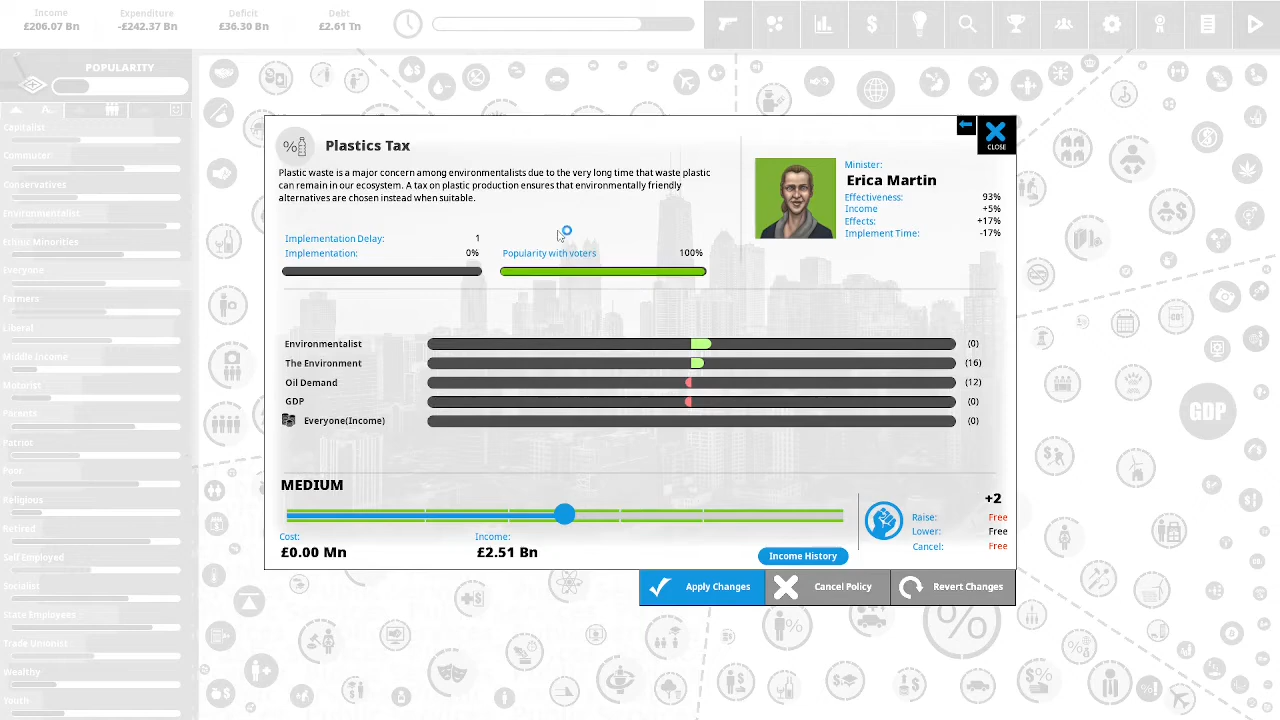 Income
£206.07 Bn
Expenditure
-£242.37 Bn
Deficit
£36.30 Bn
Debt
£2.61 Tn
POPULARITY
Capitalist
Commuter:
Conservatives
Environmentalist
Ethnic Minorities
Everyone
Farmers
Liberal
Middle Income
Motorist
Parents
Patriot
Poor
Religious
Retired
Self Employed
Socialist
State Employees
Trade Unionist
Wealthy
Youth
Plastics Tax
CLOSE
Plastic waste is a major concern among environmentalists due to the very long time that waste plastic
can remain in our ecosystem. A tax on plastic production ensures that environmentally friendly
alternatives are chosen instead when suitable.
Implementation Delay: 1
Implementation: 0%
Popularity with voters 100%
Minister:
Erica Martin
Effectiveness: 93%
Income +5%
Effects: +17%
Implement Time: -17%
Environmentalist (0)
The Environment (16)
Oil Demand (12)
GDP (0)
Everyone(Income) (0)
MEDIUM
Cost:
£0.00 Mn
Income:
£2.51 Bn
Income History
+2
Raise: Free
Lower: Free
Cancel: Free
Apply Changes
Cancel Policy
Revert Changes
GDP